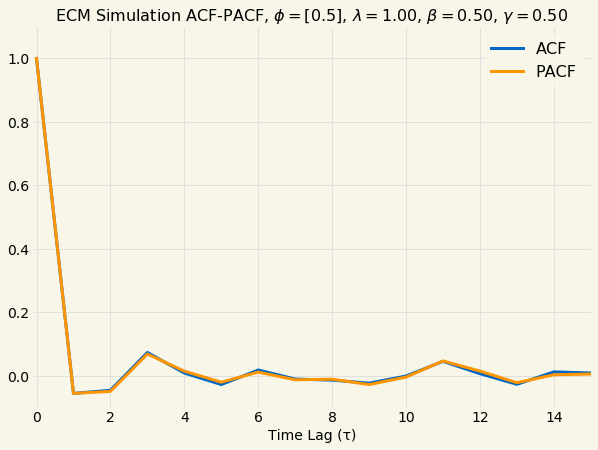 ECM Simulation ACF-PACF, ϕ = [0.5], λ = 1.00, β = 0.50, γ = 0.50
ACF
PACF
1.0
0.8
0.6
0.4
0.2
0.0
0 2 4 6 8 10 12 14
Time Lag (τ)